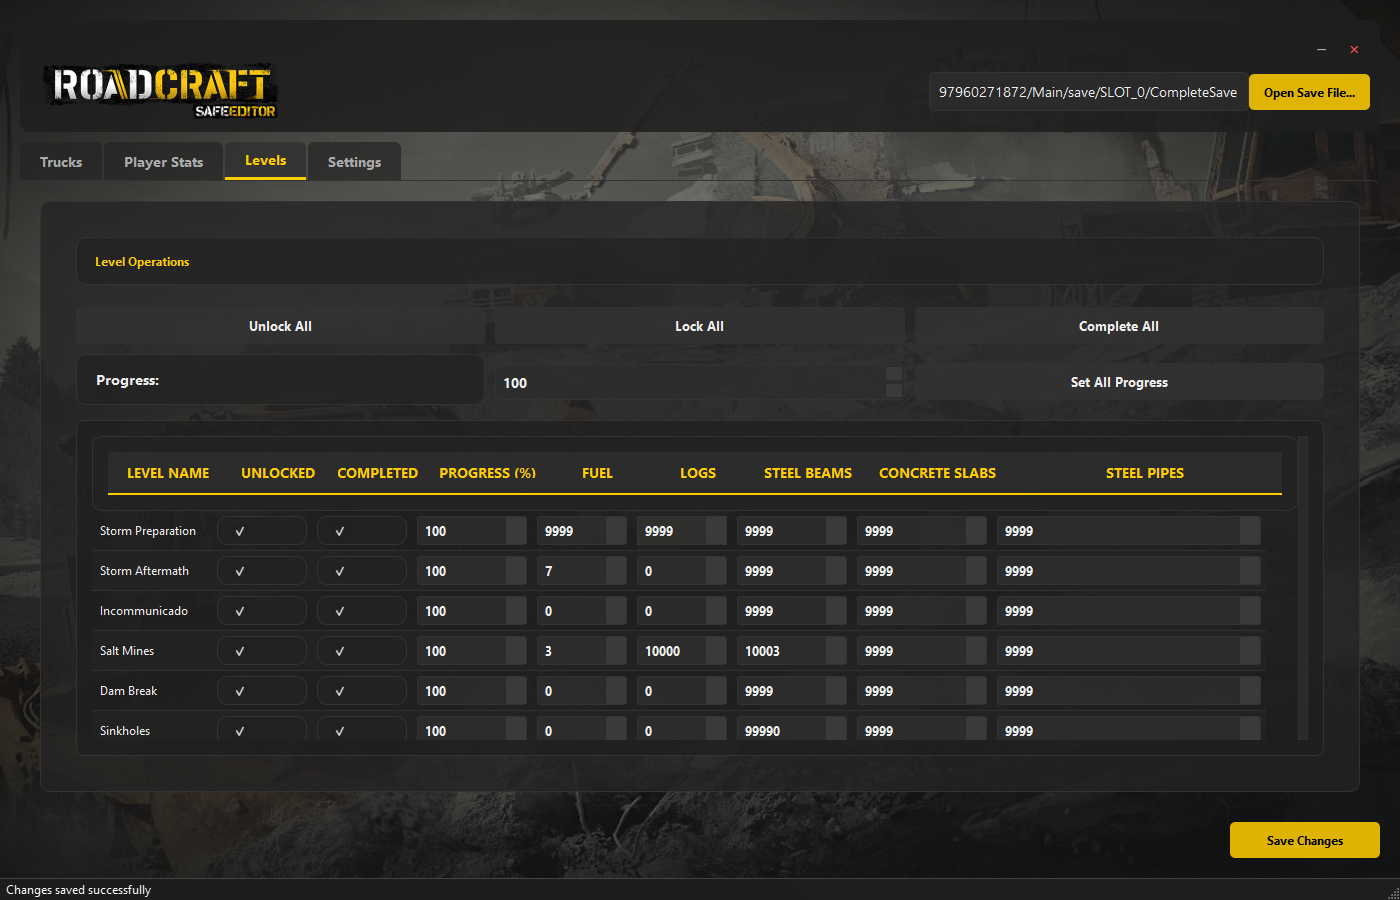 ROADCRAFT
SAFEEDITOR
97960271872/Main/save/SLOT_0/CompleteSave
Open Save File...
Trucks
Player Stats
Levels
Settings
Level Operations
Unlock All
Lock All
Complete All
Progress:
100
Set All Progress
LEVEL NAME UNLOCKED COMPLETED PROGRESS (%) FUEL LOGS STEEL BEAMS CONCRETE SLABS STEEL PIPES
Storm Preparation ✓ ✓ 100 9999 9999 9999 9999 9999
Storm Aftermath ✓ ✓ 100 7 0 9999 9999 9999
Incommunicado ✓ ✓ 100 0 0 9999 9999 9999
Salt Mines ✓ ✓ 100 3 10000 10003 9999 9999
Dam Break ✓ ✓ 100 0 0 9999 9999 9999
Sinkholes ✓ ✓ 100 0 0 99990 9999 9999
Save Changes
Changes saved successfully